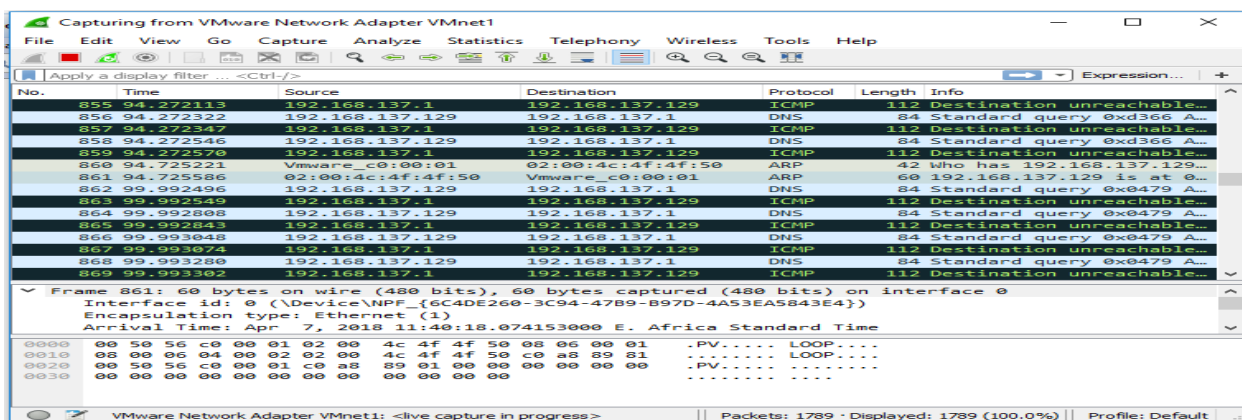 Capturing from VMware Network Adapter VMnet1
File Edit View Go Capture Analyze Statistics Telephony Wireless Tools Help
Apply a display filter ... <Ctrl-/> Expression... +
No. Time Source Destination Protocol Length Info
855 94.272113 192.168.137.1 192.168.137.129 ICMP 112 Destination unreachable…
856 94.272322 192.168.137.129 192.168.137.1 DNS 84 Standard query 0xd366 A…
857 94.272347 192.168.137.1 192.168.137.129 ICMP 112 Destination unreachable…
858 94.272546 192.168.137.129 192.168.137.1 DNS 84 Standard query 0xd366 A…
859 94.272570 192.168.137.1 192.168.137.129 ICMP 112 Destination unreachable…
860 94.725221 Vmware_c0:00:01 02:00:4c:4f:4f:50 ARP 42 Who has 192.168.137.129…
861 94.725586 02:00:4c:4f:4f:50 Vmware_c0:00:01 ARP 60 192.168.137.129 is at 0…
862 99.992496 192.168.137.129 192.168.137.1 DNS 84 Standard query 0x0479 A…
863 99.992549 192.168.137.1 192.168.137.129 ICMP 112 Destination unreachable…
864 99.992808 192.168.137.129 192.168.137.1 DNS 84 Standard query 0x0479 A…
865 99.992843 192.168.137.1 192.168.137.129 ICMP 112 Destination unreachable…
866 99.993048 192.168.137.129 192.168.137.1 DNS 84 Standard query 0x0479 A…
867 99.993074 192.168.137.1 192.168.137.129 ICMP 112 Destination unreachable…
868 99.993280 192.168.137.129 192.168.137.1 DNS 84 Standard query 0x0479 A…
869 99.993302 192.168.137.1 192.168.137.129 ICMP 112 Destination unreachable…
Frame 861: 60 bytes on wire (480 bits), 60 bytes captured (480 bits) on interface 0
Interface id: 0 (\Device\NPF_{6C4DE260-3C94-47B9-B97D-4A53EA5843E4})
Encapsulation type: Ethernet (1)
Arrival Time: Apr 7, 2018 11:40:18.074153000 E. Africa Standard Time
0000 00 50 56 c0 00 01 02 00 4c 4f 4f 50 08 06 00 01 .PV..... LOOP....
0010 08 00 06 04 00 02 02 00 4c 4f 4f 50 c0 a8 89 81 ........ LOOP....
0020 00 50 56 c0 00 01 c0 a8 89 01 00 00 00 00 00 00 .PV..... ........
0030 00 00 00 00 00 00 00 00 00 00 00 00 ........ ....
VMware Network Adapter VMnet1: <live capture in progress> Packets: 1789 · Displayed: 1789 (100.0%) Profile: Default